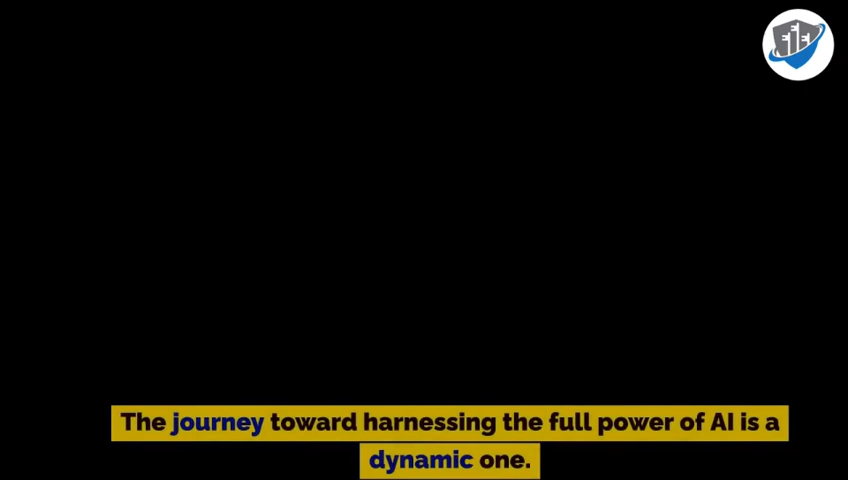 The journey toward harnessing the full power of AI is a
dynamic one.